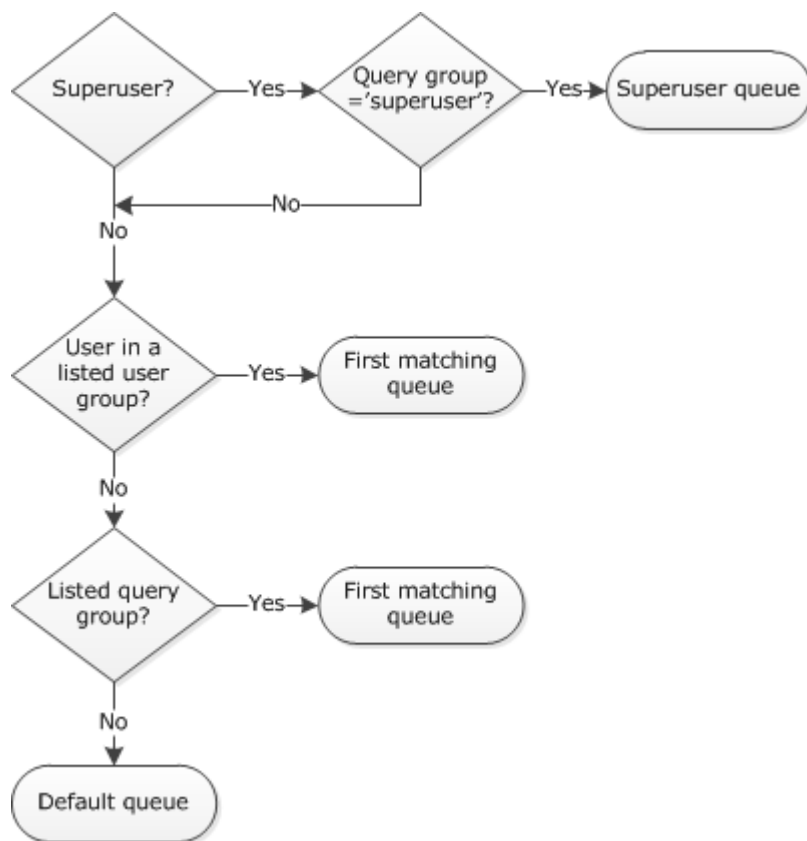 Superuser?
Yes
Query group
='superuser'?
Yes
Superuser queue
No
No
User in a
listed user
group?
Yes
First matching
queue
No
Listed query
group?
Yes
First matching
queue
No
Default queue